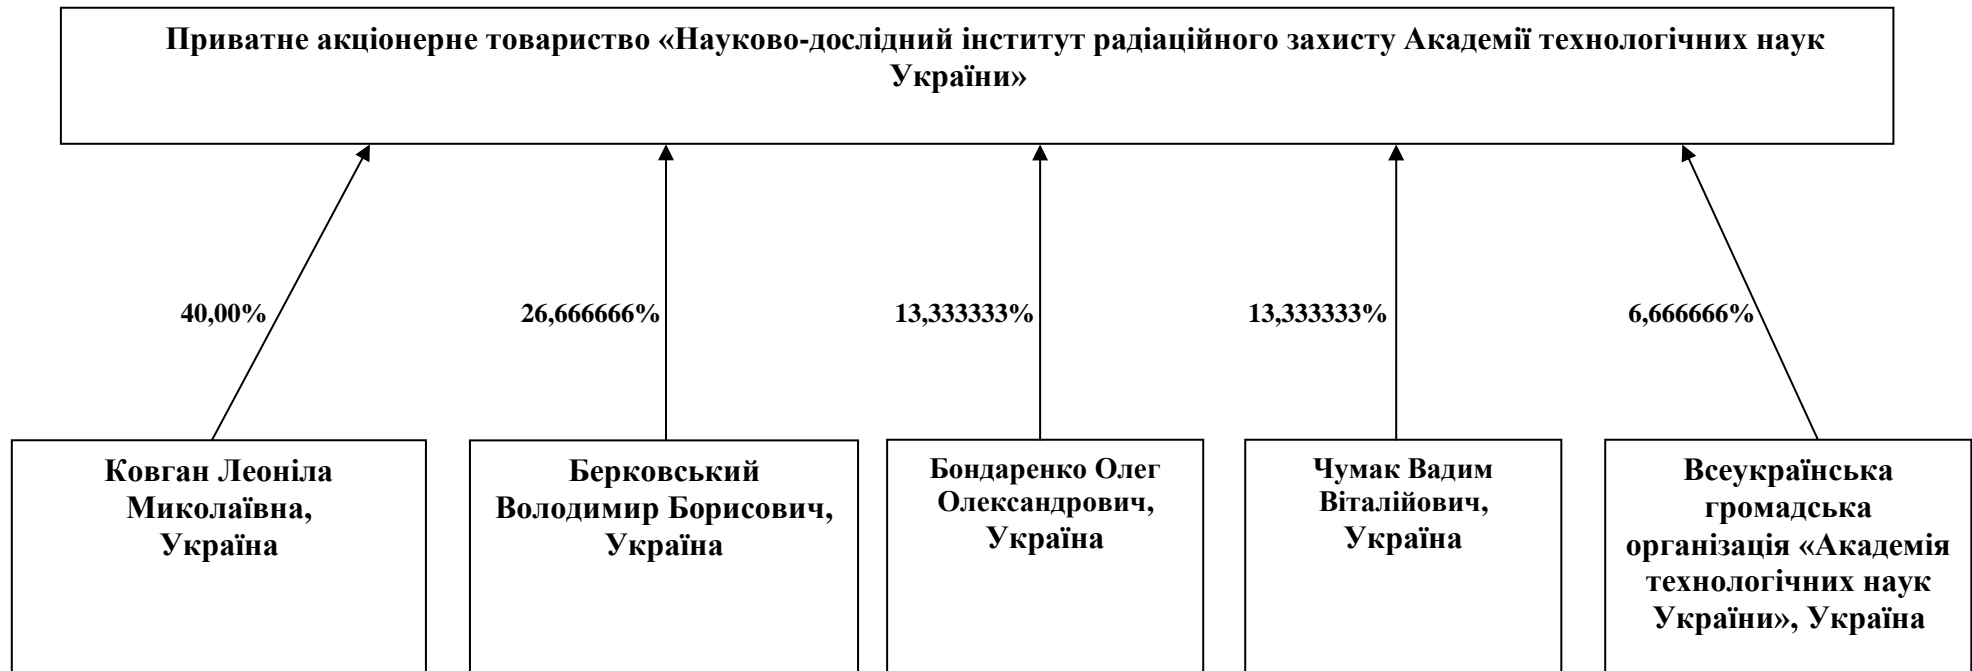 Приватне акціонерне товариство «Науково-дослідний інститут радіаційного захисту Академії технологічних наук
України»
40,00%
26,666666%
13,333333%
13,333333%
6,666666%
Ковган Леоніла
Миколаївна,
Україна
Берковський
Володимир Борисович,
Україна
Бондаренко Олег
Олександрович,
Україна
Чумак Вадим
Віталійович,
Україна
Всеукраїнська
громадська
організація «Академія
технологічних наук
України», Україна